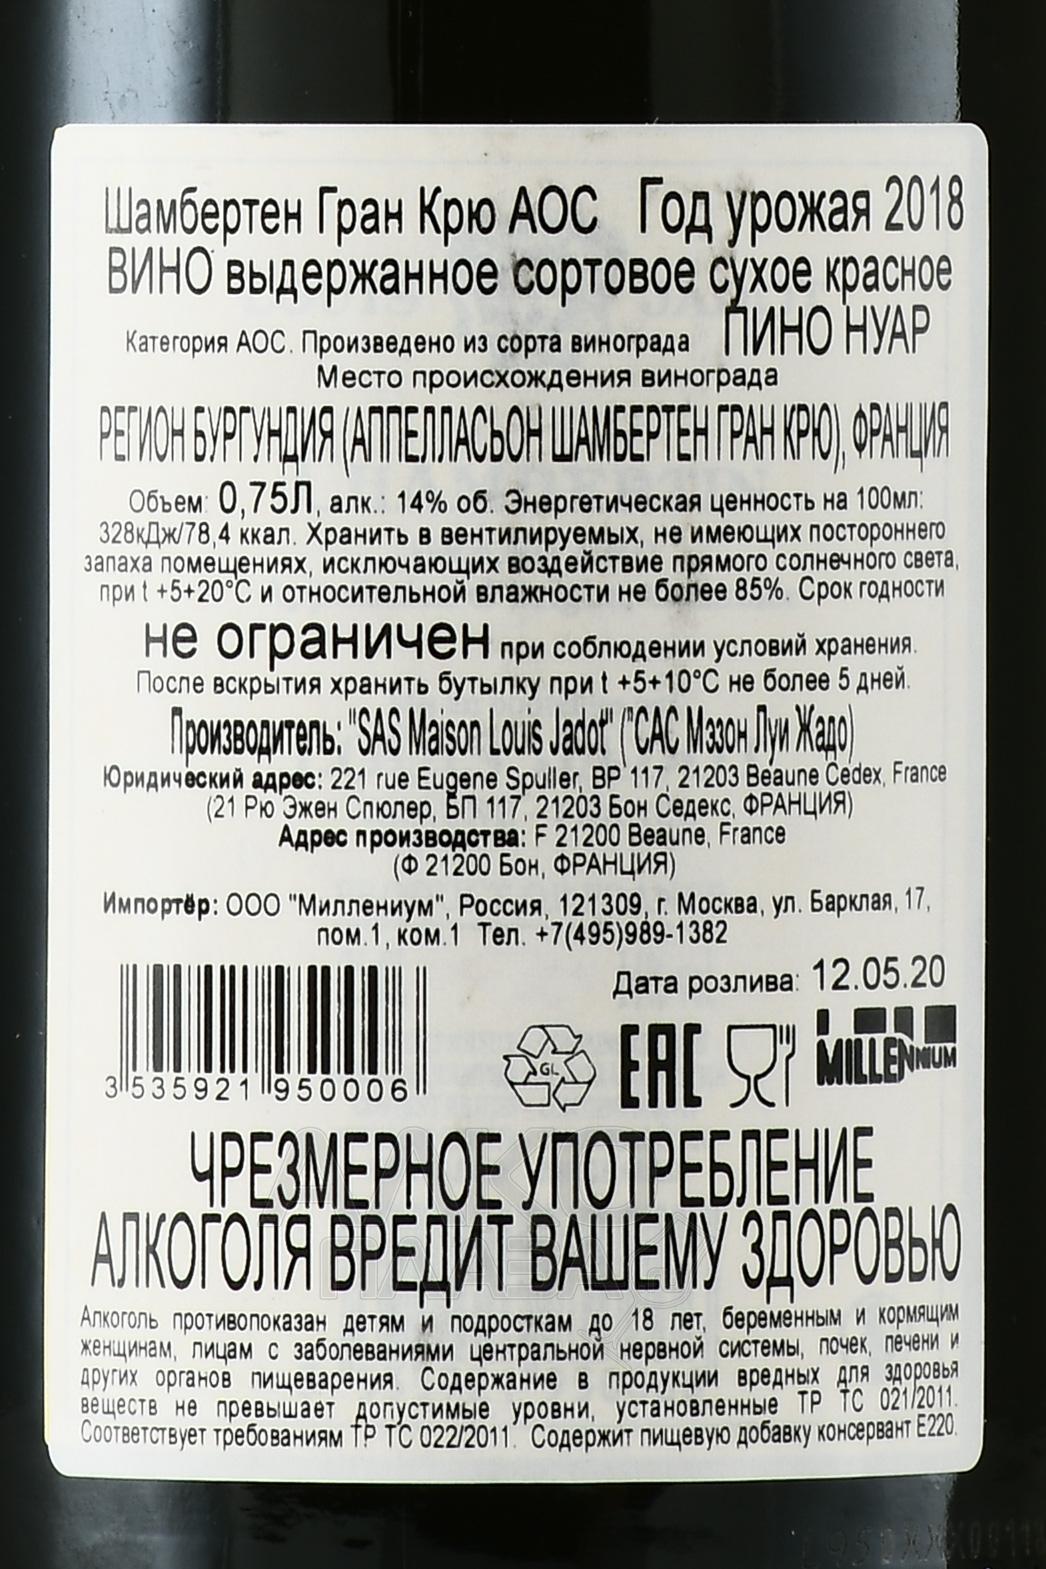 Шамбертен Гран Крю АОС Год урожая 2018
ВИНО выдержанное сортовое сухое красное
Категория АОС. Произведено из сорта винограда ПИНО НУАР
Место происхождения винограда
РЕГИОН БУРГУНДИЯ (АППЕЛЛАСЬОН ШАМБЕРТЕН ГРАН КРЮ), ФРАНЦИЯ
Объем: 0,75Л, алк.: 14% об. Энергетическая ценность на 100мл:
328кДж/78,4 ккал. Хранить в вентилируемых, не имеющих постороннего
запаха помещениях, исключающих воздействие прямого солнечного света,
при t +5+20°C и относительной влажности не более 85%. Срок годности
не ограничен при соблюдении условий хранения.
После вскрытия хранить бутылку при t +5+10°C не более 5 дней.
Производитель: "SAS Maison Louis Jadot" ("САС Мэзон Луи Жадо)
Юридический адрес: 221 rue Eugene Spuller, BP 117, 21203 Beaune Cedex, France
(21 Рю Эжен Спюлер, БП 117, 21203 Бон Седекс, ФРАНЦИЯ)
Адрес производства: F 21200 Beaune, France
(Ф 21200 Бон, ФРАНЦИЯ)
Импортёр: ООО "Миллениум", Россия, 121309, г. Москва, ул. Барклая, 17,
пом.1, ком.1 Тел. +7(495)989-1382
Дата розлива: 12.05.20
3 535921 950006
GL
EAC
MILLENNIUM
ЧРЕЗМЕРНОЕ УПОТРЕБЛЕНИЕ
АЛКОГОЛЯ ВРЕДИТ ВАШЕМУ ЗДОРОВЬЮ
Алкоголь противопоказан детям и подросткам до 18 лет, беременным и кормящим
женщинам, лицам с заболеваниями центральной нервной системы, почек, печени и
других органов пищеварения. Содержание в продукции вредных для здоровья
веществ не превышает допустимые уровни, установленные ТР ТС 021/2011.
Соответствует требованиям ТР ТС 022/2011. Содержит пищевую добавку консервант Е220.